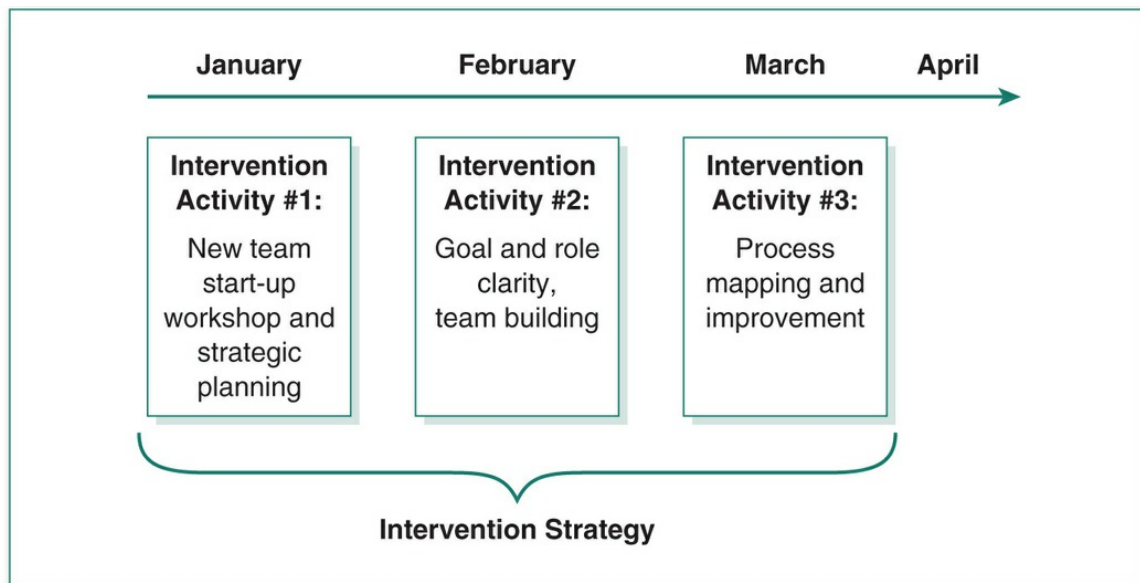 January February March April
Intervention
Activity #1:
New team
start-up
workshop and
strategic
planning
Intervention
Activity #2:
Goal and role
clarity,
team building
Intervention
Activity #3:
Process
mapping and
improvement
Intervention Strategy